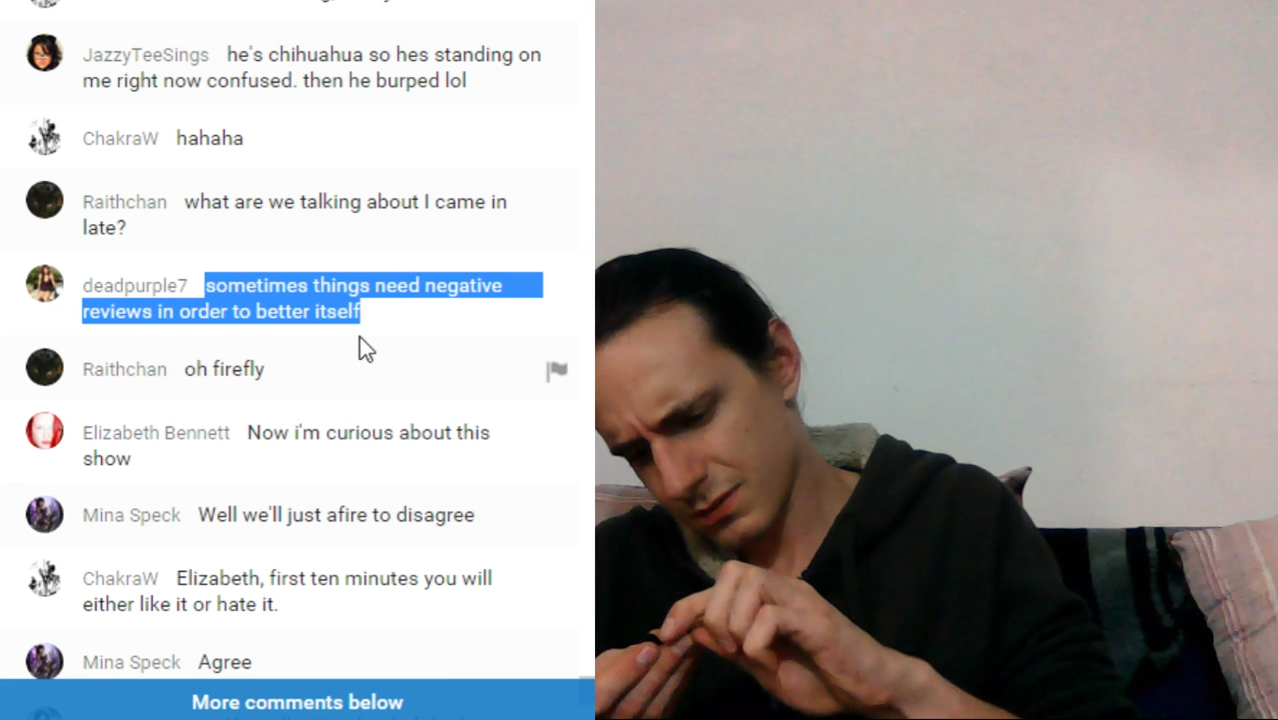 JazzyTeeSings he's chihuahua so hes standing on
me right now confused. then he burped lol
ChakraW hahaha
Raithchan what are we talking about I came in
late?
deadpurple7 sometimes things need negative
reviews in order to better itself
Raithchan oh firefly
Elizabeth Bennett Now i'm curious about this
show
Mina Speck Well we'll just afire to disagree
ChakraW Elizabeth, first ten minutes you will
either like it or hate it.
Mina Speck Agree
More comments below